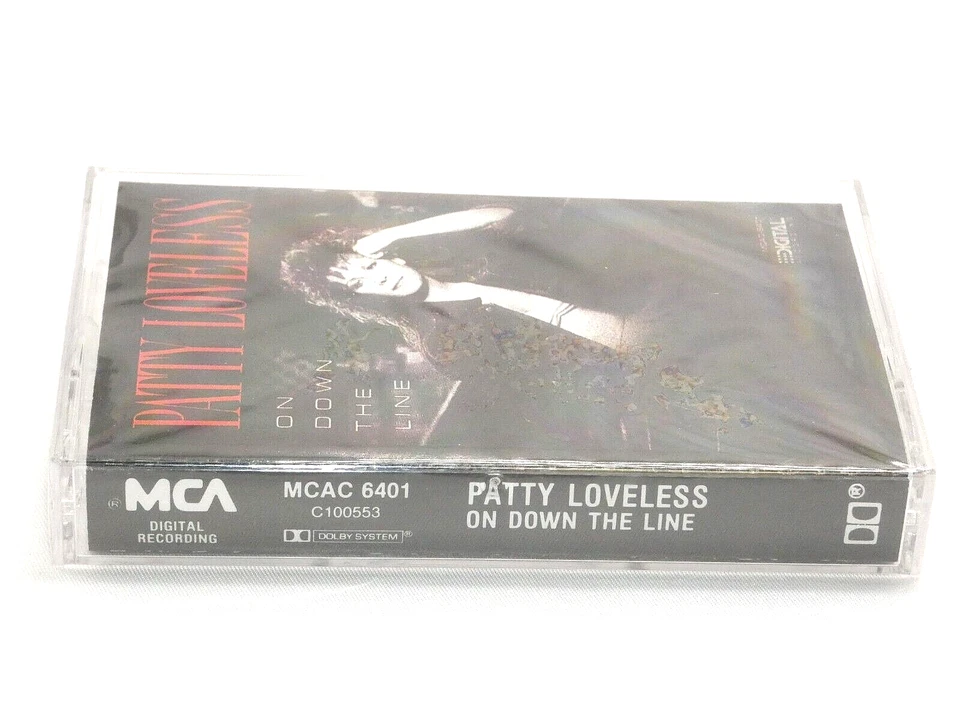 PATTY LOVELESS
ON
DOWN
THE
LINE
DIGITAL
® MCA
DIGITAL
RECORDING
MCAC 6401
C100553
DOLBY SYSTEM®
PATTY LOVELESS
ON DOWN THE LINE